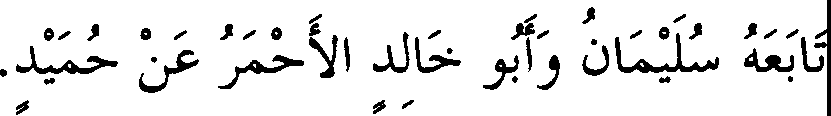 تَابَعَهُ سُلَيْمَانُ وَأَبُو خَالِدٍ الأَحْمَرُ عَنْ حُمَيْدٍ.